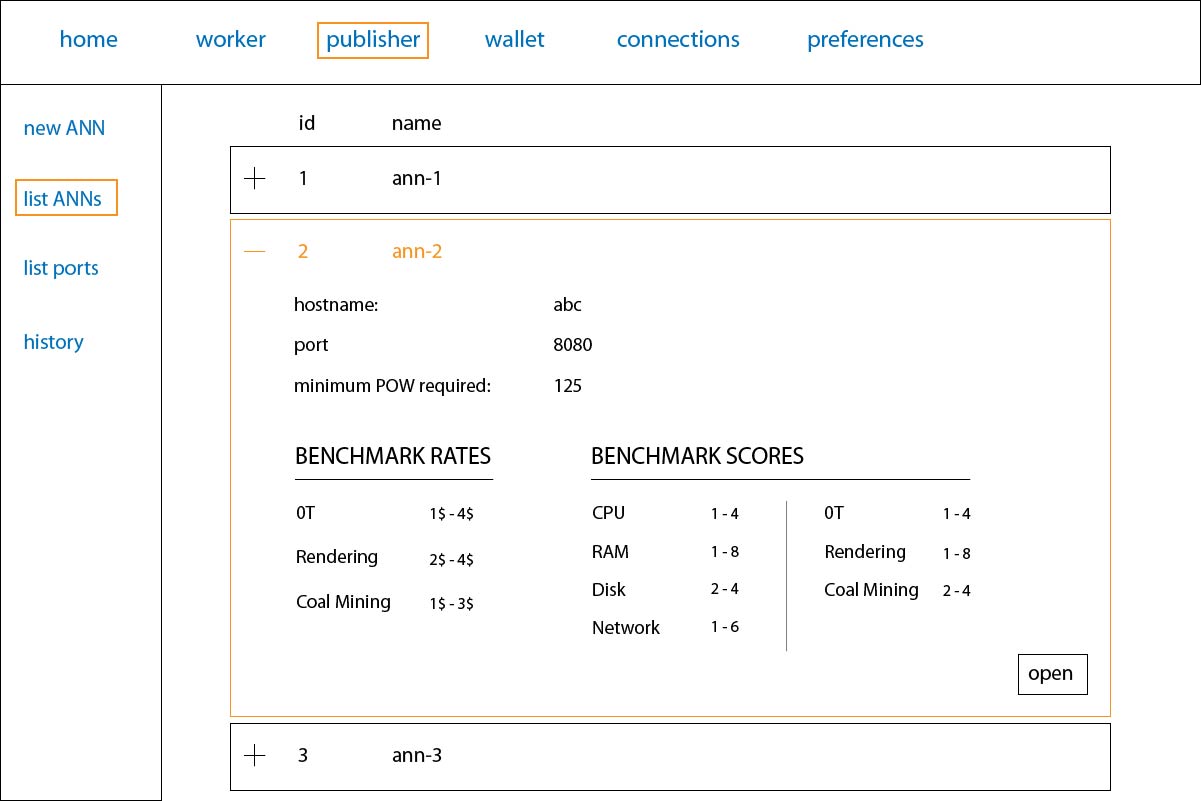 home worker publisher wallet connections preferences
new ANN
list ANNs
list ports
history
id name
1 ann-1
2 ann-2
hostname: abc
port 8080
minimum POW required: 125
BENCHMARK RATES BENCHMARK SCORES
0T 1$ - 4$ CPU 1 - 4 0T 1 - 4
Rendering 2$ - 4$ RAM 1 - 8 Rendering 1 - 8
Coal Mining 1$ - 3$ Disk 2 - 4 Coal Mining 2 - 4
Network 1 - 6
open
3 ann-3